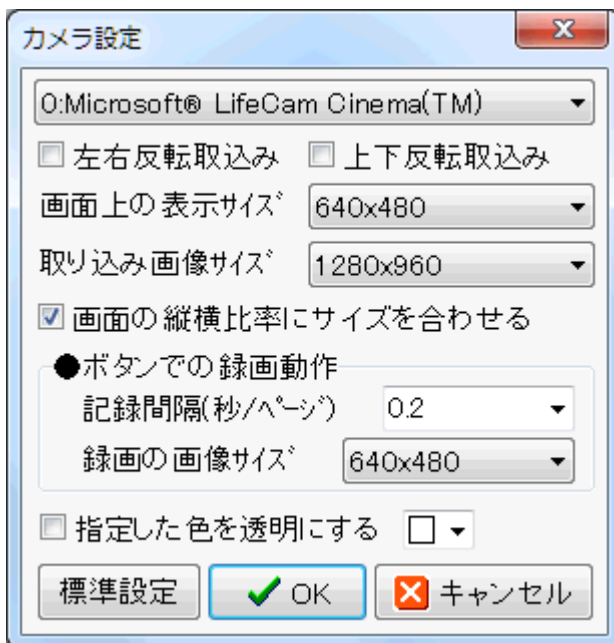 カメラ設定
0:Microsoft® LifeCam Cinema(TM)
左右反転取込み 上下反転取込み
画面上の表示ｻｲｽﾞ 640x480
取り込み画像ｻｲｽﾞ 1280x960
画面の縦横比率にサイズを合わせる
●ボタンでの録画動作
記録間隔(秒/ﾍﾟｰｼﾞ) 0.2
録画の画像ｻｲｽﾞ 640x480
指定した色を透明にする
標準設定 OK キャンセル